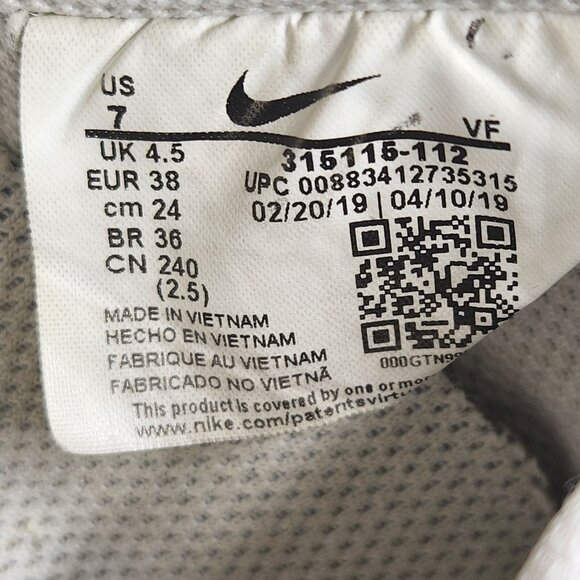 US
7
VF
UK 4.5
315115-112
EUR 38
UPC 00883412735315
cm 24
02/20/19 | 04/10/19
BR 36
CN 240
(2.5)
MADE IN VIETNAM
HECHO EN VIETNAM
FABRIQUE AU VIETNAM
FABRICADO NO VIETNÃ
This product is covered by one or more
www.nike.com/patentsvirtu